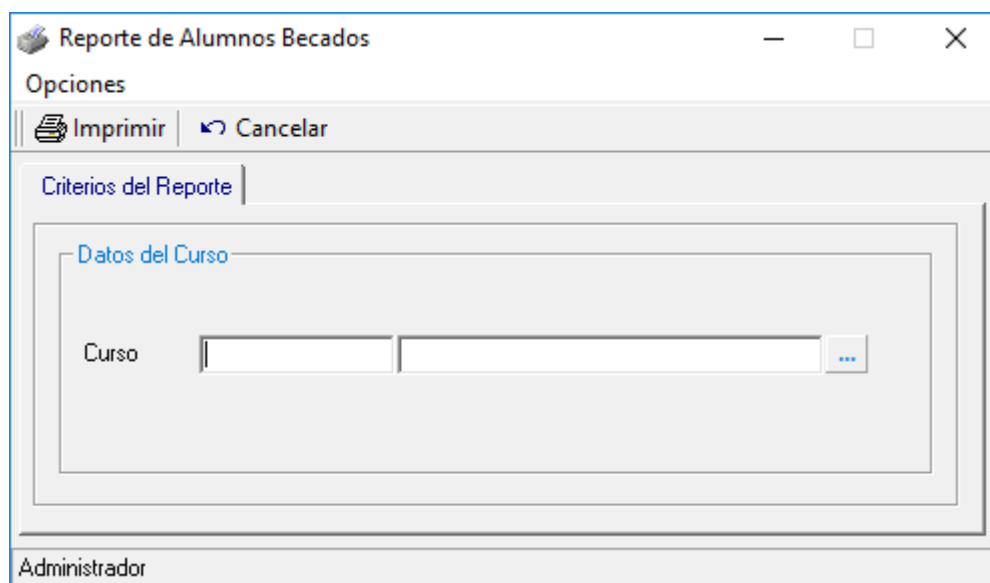 Reporte de Alumnos Becados
Opciones
Imprimir Cancelar
Criterios del Reporte
Datos del Curso
Curso ...
Administrador